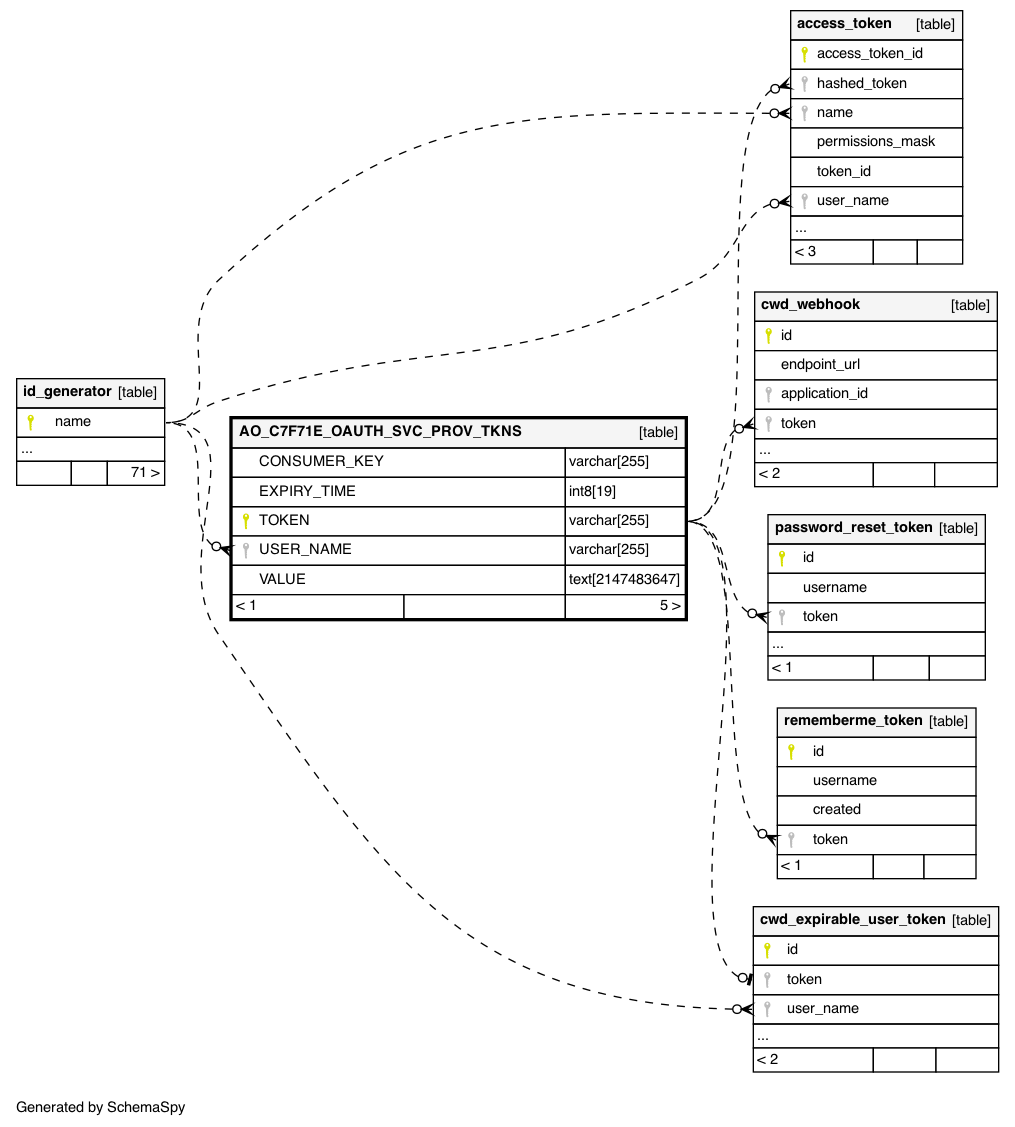 access_token [table]
access_token_id
hashed_token
name
permissions_mask
token_id
user_name
...
< 3
cwd_webhook [table]
id
endpoint_url
application_id
token
...
< 2
id_generator [table]
name
...
71 >
AO_C7F71E_OAUTH_SVC_PROV_TKNS [table]
CONSUMER_KEY varchar[255]
EXPIRY_TIME int8[19]
TOKEN varchar[255]
USER_NAME varchar[255]
VALUE text[2147483647]
< 1 5 >
password_reset_token [table]
id
username
token
...
< 1
rememberme_token [table]
id
username
created
token
< 1
cwd_expirable_user_token [table]
id
token
user_name
...
< 2
Generated by SchemaSpy